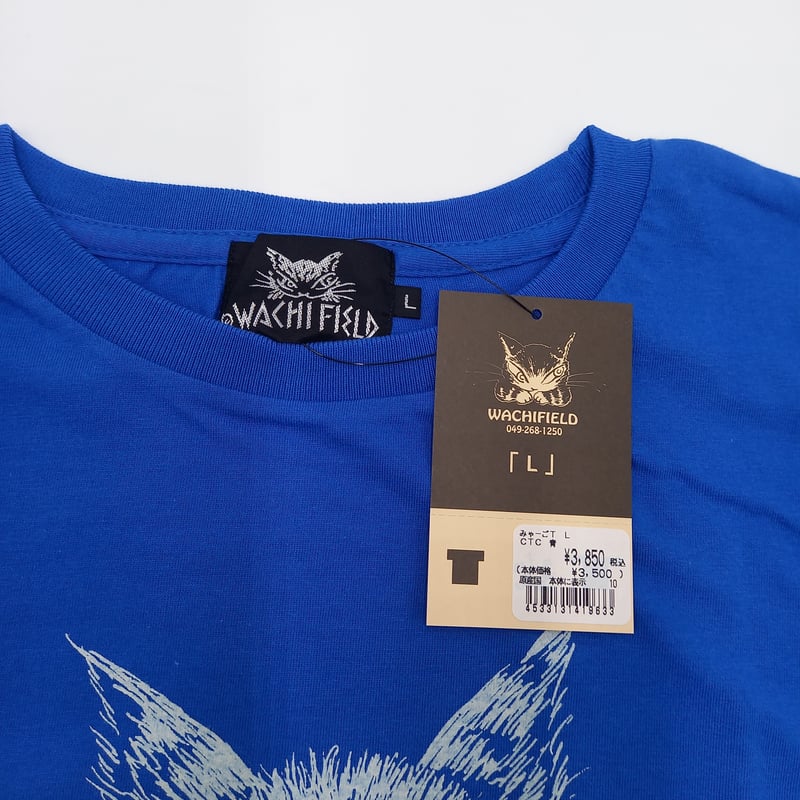 WACHIFIELD
L
WACHIFIELD
049-268-1250
「L」
みゃーごT L
CTC 青
¥3,850 税込
(本体価格 ¥3,500 )
原産国 本体に表示 10
4533131419633